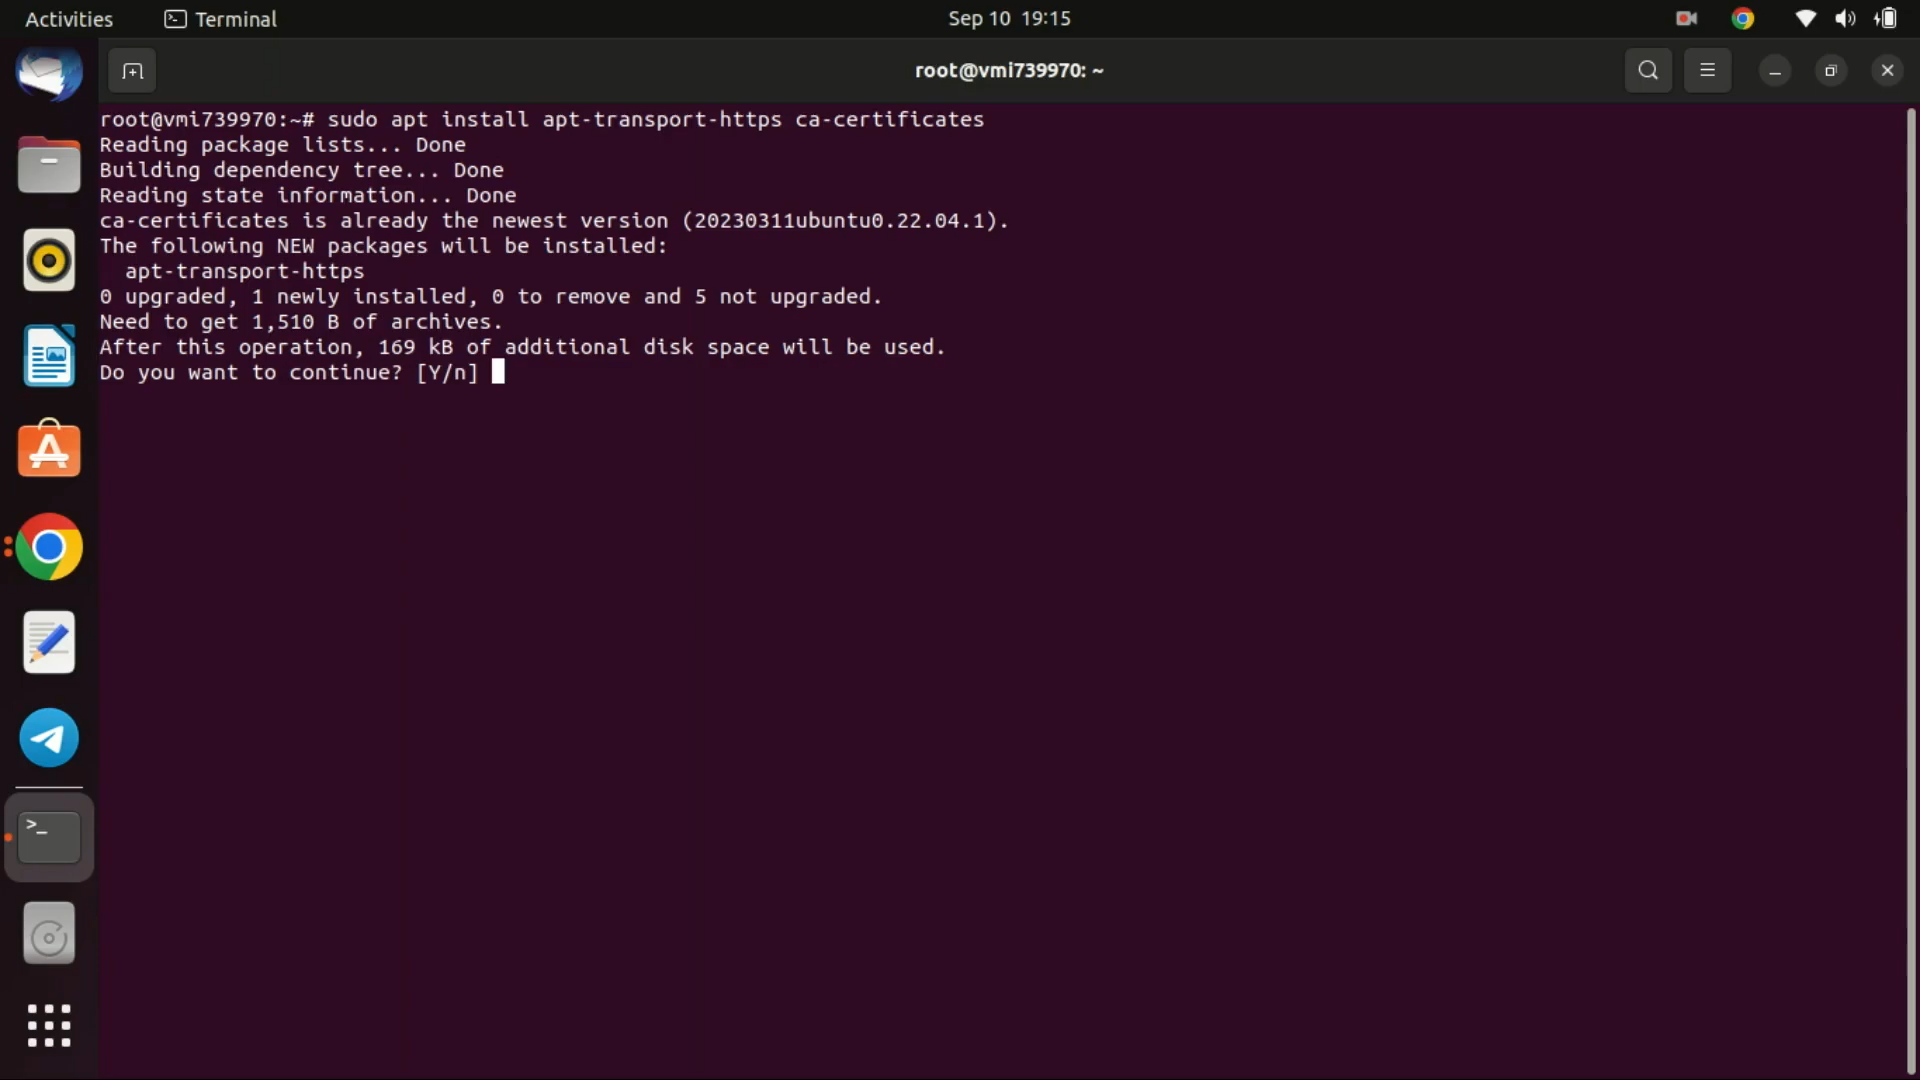 Activities
Terminal
Sep 10 19:15
root@vmi739970: ~
root@vmi739970:~# sudo apt install apt-transport-https ca-certificates
Reading package lists... Done
Building dependency tree... Done
Reading state information... Done
ca-certificates is already the newest version (20230311ubuntu0.22.04.1).
The following NEW packages will be installed:
  apt-transport-https
0 upgraded, 1 newly installed, 0 to remove and 5 not upgraded.
Need to get 1,510 B of archives.
After this operation, 169 kB of additional disk space will be used.
Do you want to continue? [Y/n]